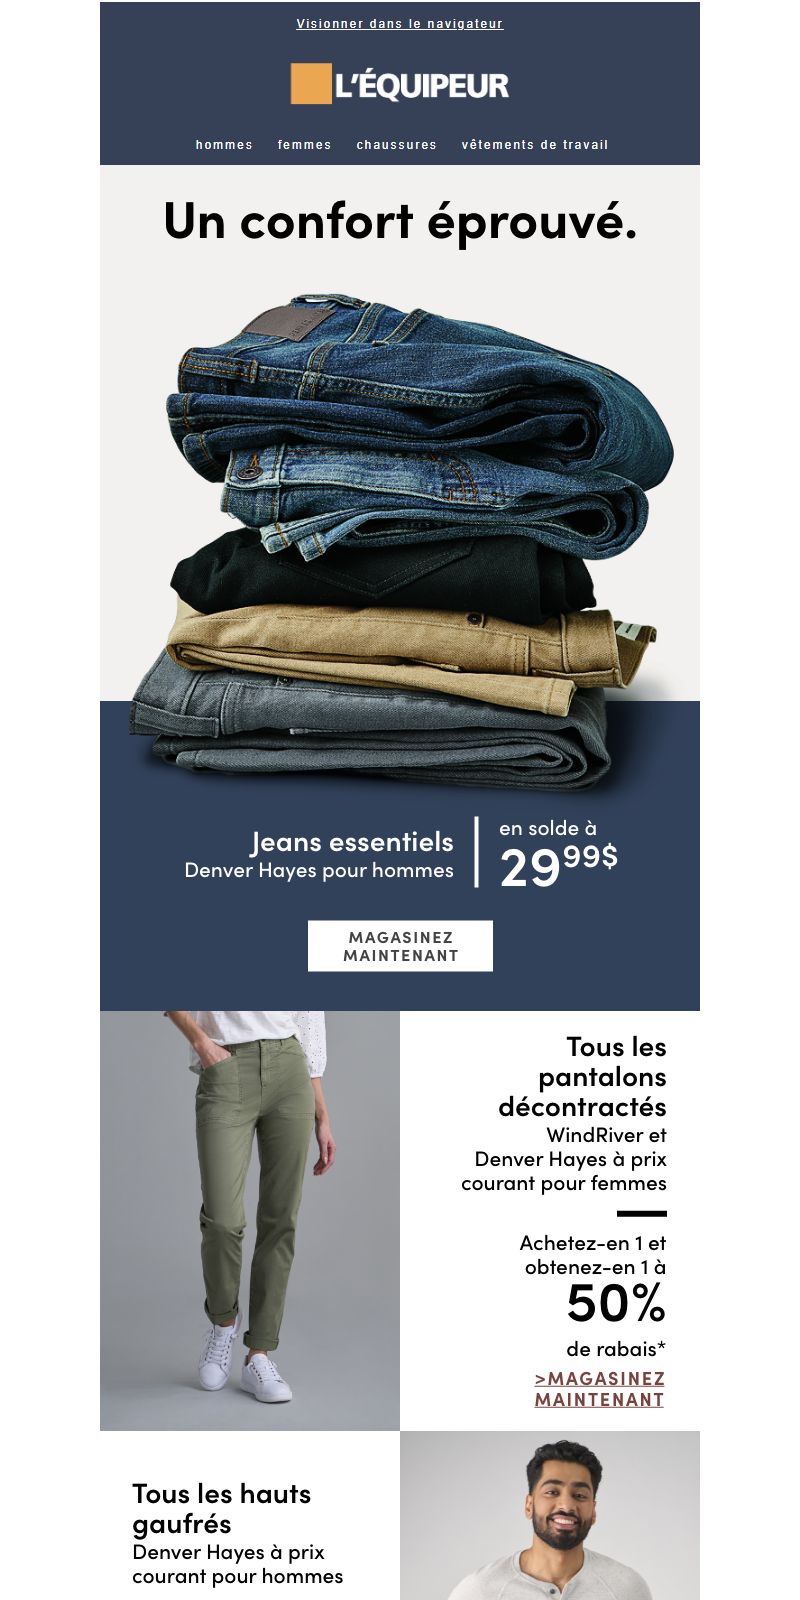 Visionner dans le navigateur
L'ÉQUIPEUR
hommes femmes chaussures vêtements de travail
Un confort éprouvé.
Jeans essentiels
Denver Hayes pour hommes
en solde à
29 99$
MAGASINEZ
MAINTENANT
Tous les
pantalons
décontractés
WindRiver et
Denver Hayes à prix
courant pour femmes
Achetez-en 1 et
obtenez-en 1 à
50%
de rabais*
>MAGASINEZ
MAINTENANT
Tous les hauts
gaufrés
Denver Hayes à prix
courant pour hommes